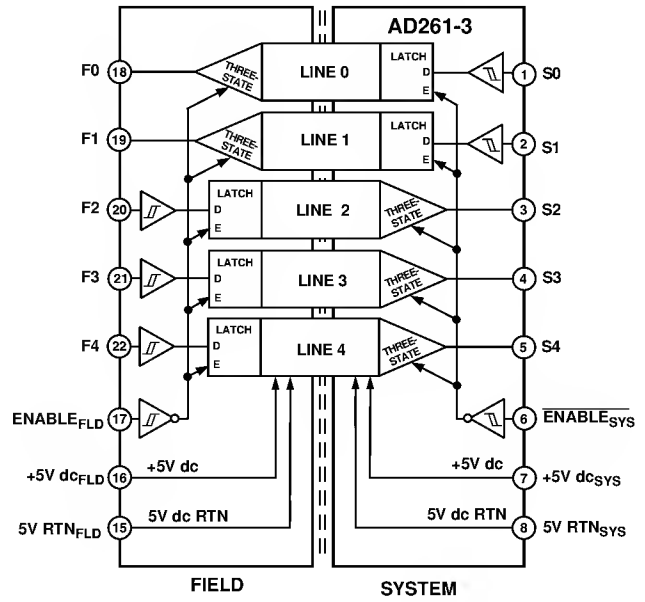 AD261-3
F0 18 THREE-STATE LINE 0 LATCH D E 1 S0
F1 19 THREE-STATE LINE 1 LATCH D E 2 S1
F2 20 LATCH D E LINE 2 THREE-STATE 3 S2
F3 21 LATCH D E LINE 3 THREE-STATE 4 S3
F4 22 LATCH D E LINE 4 THREE-STATE 5 S4
ENABLEFLD 17 6 ENABLESYS
+5V dcFLD 16 +5V dc +5V dc 7 +5V dcSYS
5V RTNFLD 15 5V dc RTN 5V dc RTN 8 5V RTNSYS
FIELD SYSTEM